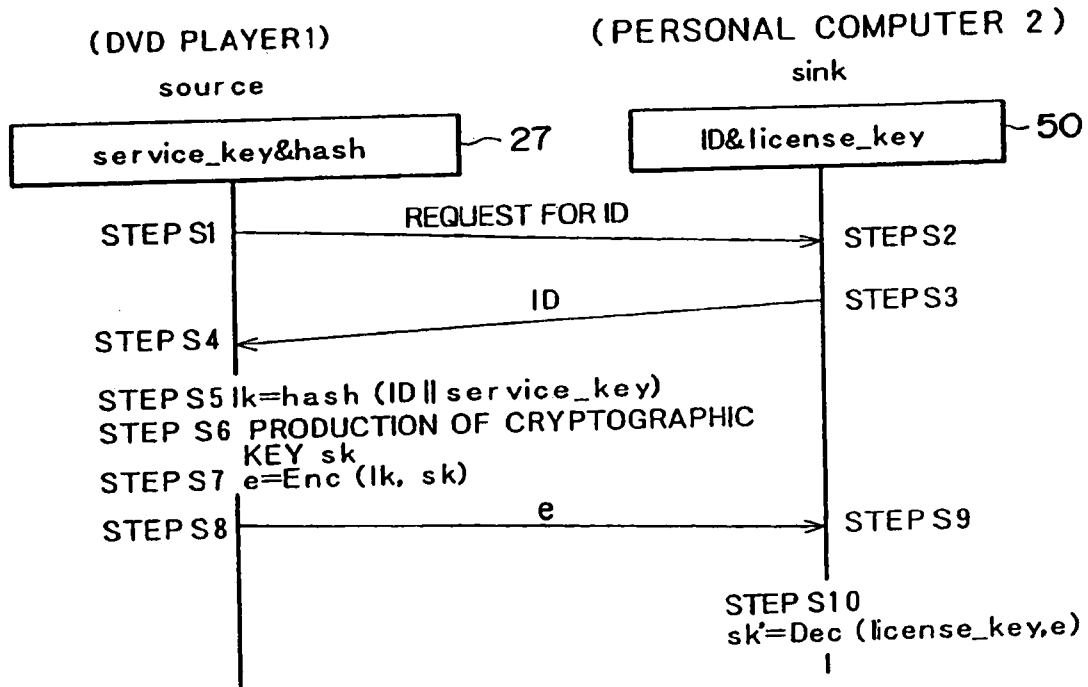 (DVD PLAYER1)
(PERSONAL COMPUTER 2)
source
sink
service_key&hash
27
ID&license_key
50
STEP S1
REQUEST FOR ID
STEP S2
ID
STEP S3
STEP S4
STEP S5 lk=hash (ID || service_key)
STEP S6 PRODUCTION OF CRYPTOGRAPHIC
KEY sk
STEP S7 e=Enc (lk, sk)
STEP S8
e
STEP S9
STEP S10
sk'=Dec (license_key,e)